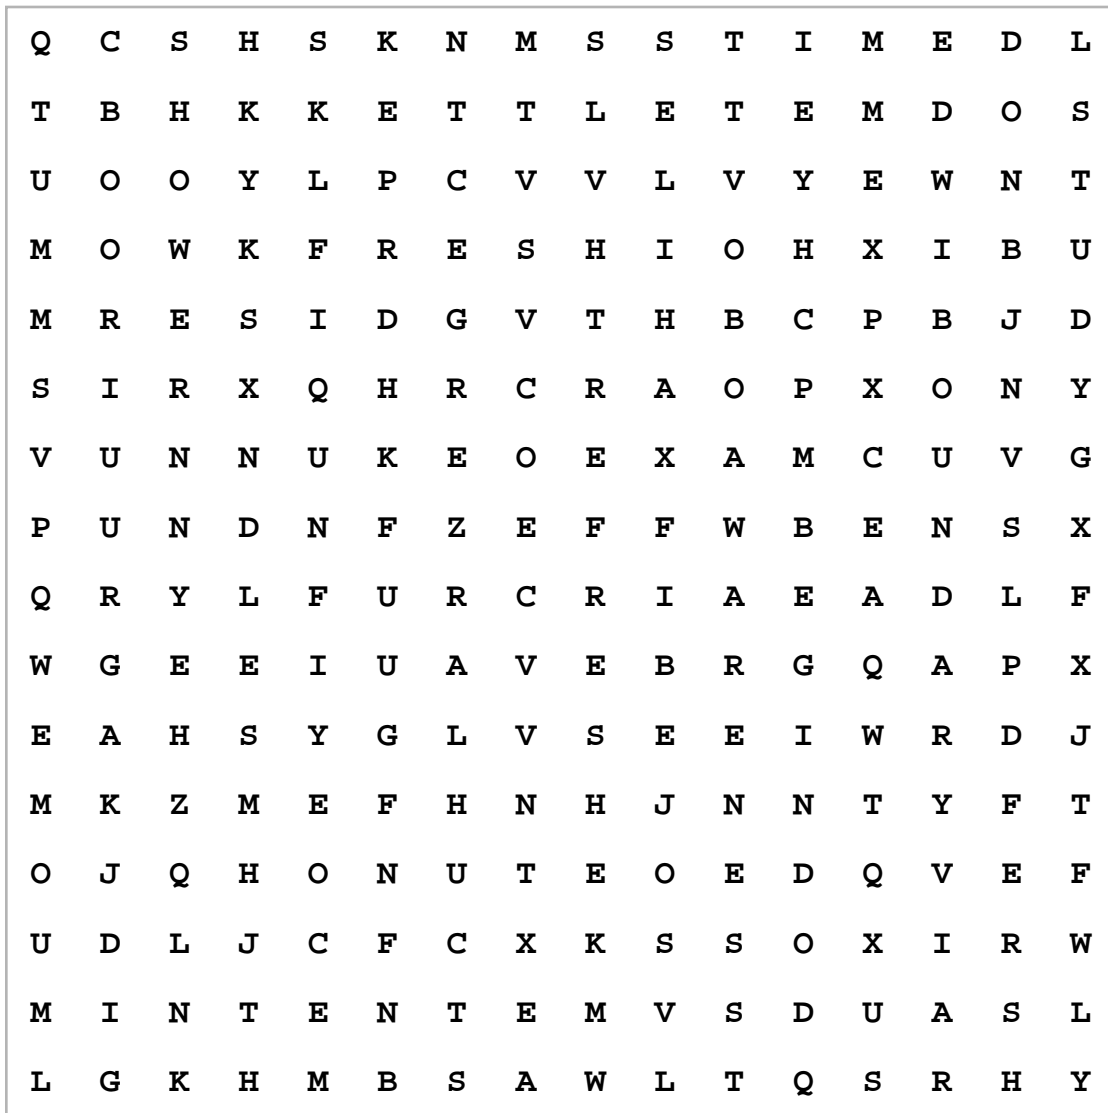 Q C S H S K N M S S T I M E D L
T B H K K E T T L E T E M D O S
U O O Y L P C V V L V Y E W N T
M O W K F R E S H I O H X I B U
M R E S I D G V T H B C P B J D
S I R X Q H R C R A O P X O N Y
V U N N U K E O E X A M C U V G
P U N D N F Z E F F W B E N S X
Q R Y L F U R C R I A E A D L F
W G E E I U A V E B R G Q A P X
E A H S Y G L V S E E I W R D J
M K Z M E F H N H J N N T Y F T
O J Q H O N U T E O E D Q V E F
U D L J C F C X K S S O X I R W
M I N T E N T E M V S D U A S L
L G K H M B S A W L T Q S R H Y